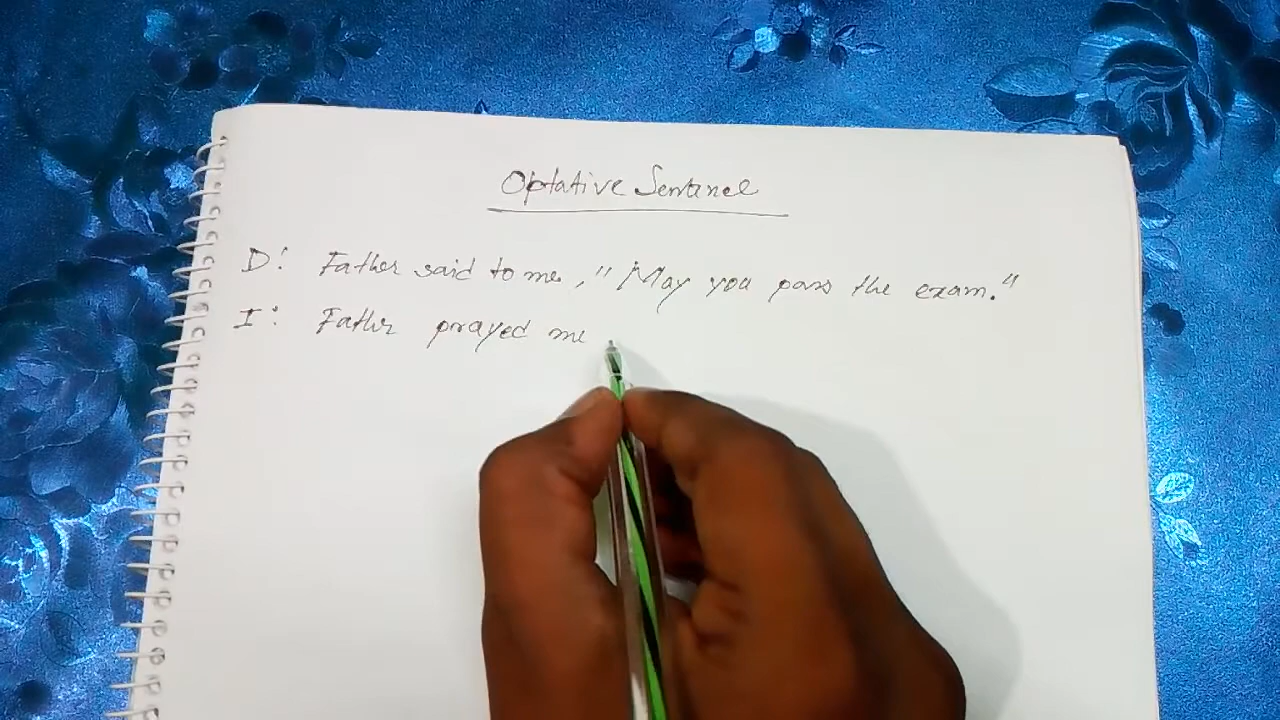 Optative Sentence
D: Father said to me, "May you pass the exam."
I: Father prayed me